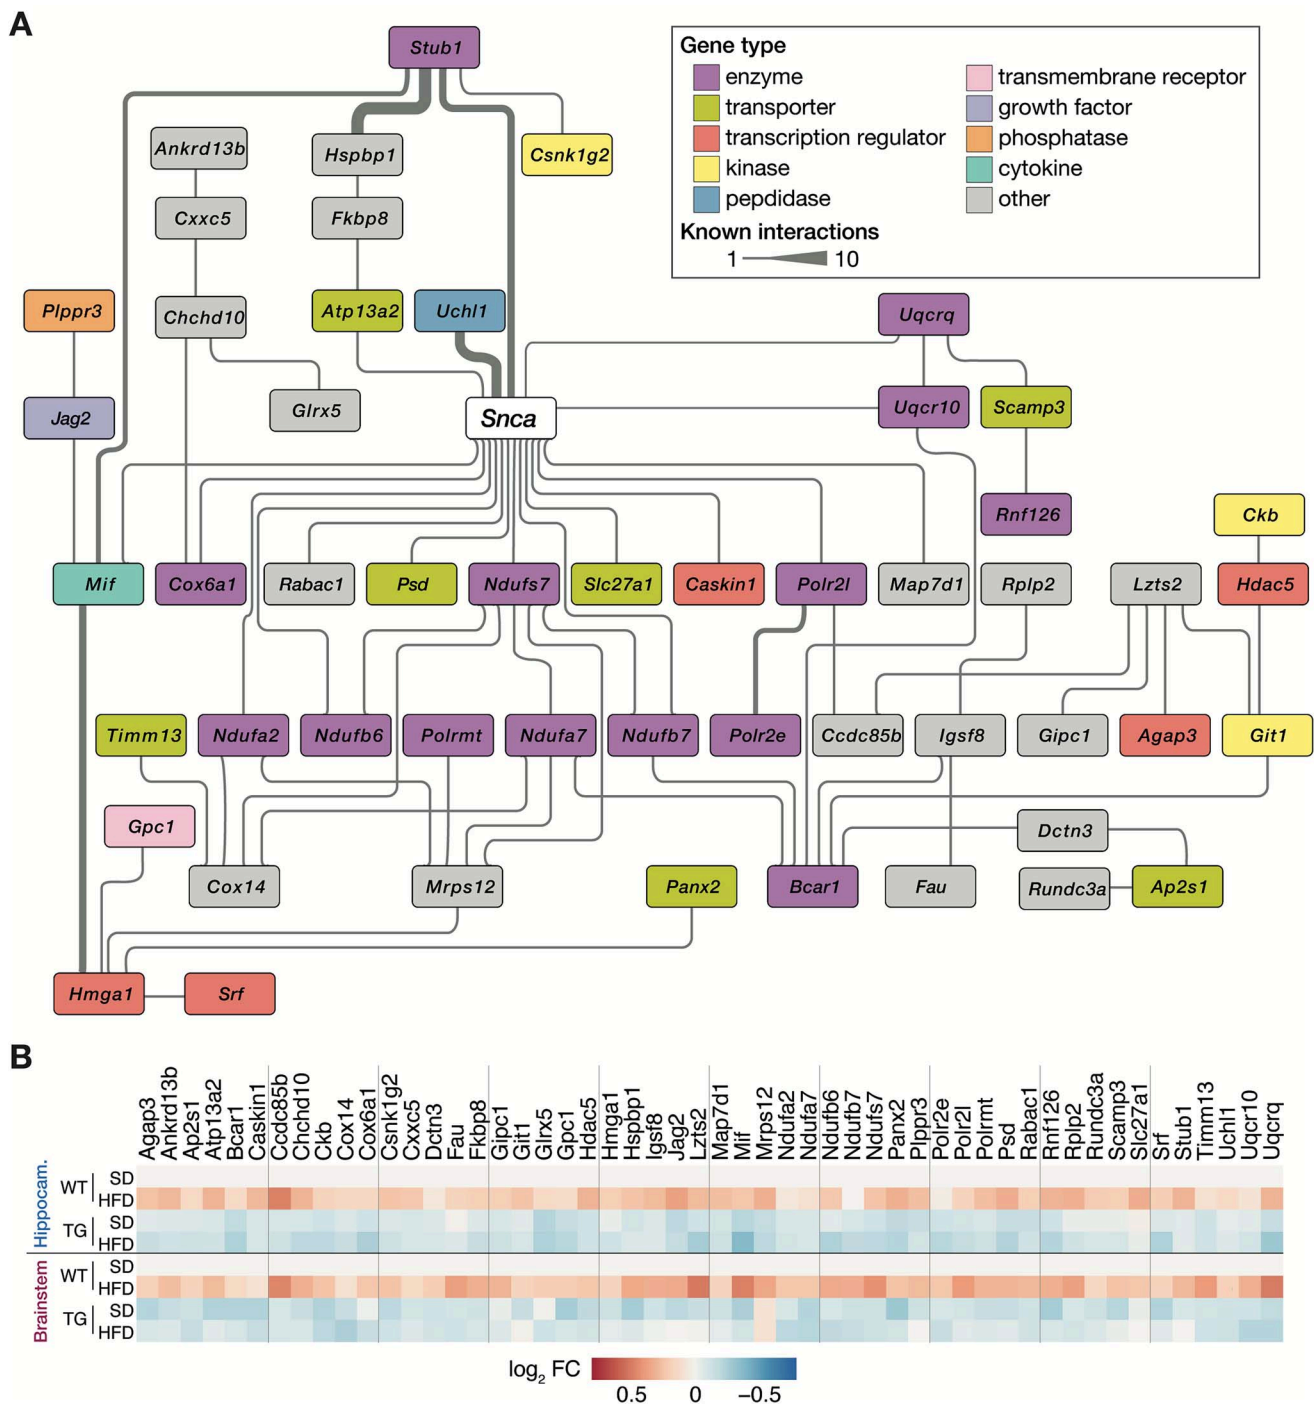 A
Stub1
Gene type
enzyme
transporter
transcription regulator
kinase
pepdidase
transmembrane receptor
growth factor
phosphatase
cytokine
other
Known interactions
1 10
Ankrd13b
Hspbp1
Csnk1g2
Cxxc5
Fkbp8
Plppr3
Chchd10
Atp13a2
Uchl1
Uqcrq
Jag2
Glrx5
Snca
Uqcr10
Scamp3
Rnf126
Ckb
Mif
Cox6a1
Rabac1
Psd
Ndufs7
Slc27a1
Caskin1
Polr2l
Map7d1
Rplp2
Lzts2
Hdac5
Timm13
Ndufa2
Ndufb6
Polrmt
Ndufa7
Ndufb7
Polr2e
Ccdc85b
Igsf8
Gipc1
Agap3
Git1
Gpc1
Dctn3
Cox14
Mrps12
Panx2
Bcar1
Fau
Rundc3a
Ap2s1
Hmga1
Srf
B
Agap3
Ankrd13b
Ap2s1
Atp13a2
Bcar1
Caskin1
Ccdc85b
Chchd10
Ckb
Cox14
Cox6a1
Csnk1g2
Cxxc5
Dctn3
Fau
Fkbp8
Gipc1
Git1
Glrx5
Gpc1
Hdac5
Hmga1
Hspbp1
Igsf8
Jag2
Lzts2
Map7d1
Mif
Mrps12
Ndufa2
Ndufa7
Ndufb6
Ndufb7
Ndufs7
Panx2
Plppr3
Polr2e
Polr2l
Polrmt
Psd
Rabac1
Rnf126
Rplp2
Rundc3a
Scamp3
Slc27a1
Srf
Stub1
Timm13
Uchl1
Uqcr10
Uqcrq
Hippocam.
WT
SD
HFD
TG
SD
HFD
Brainstem
WT
SD
HFD
TG
SD
HFD
log2 FC
0.5 0 −0.5